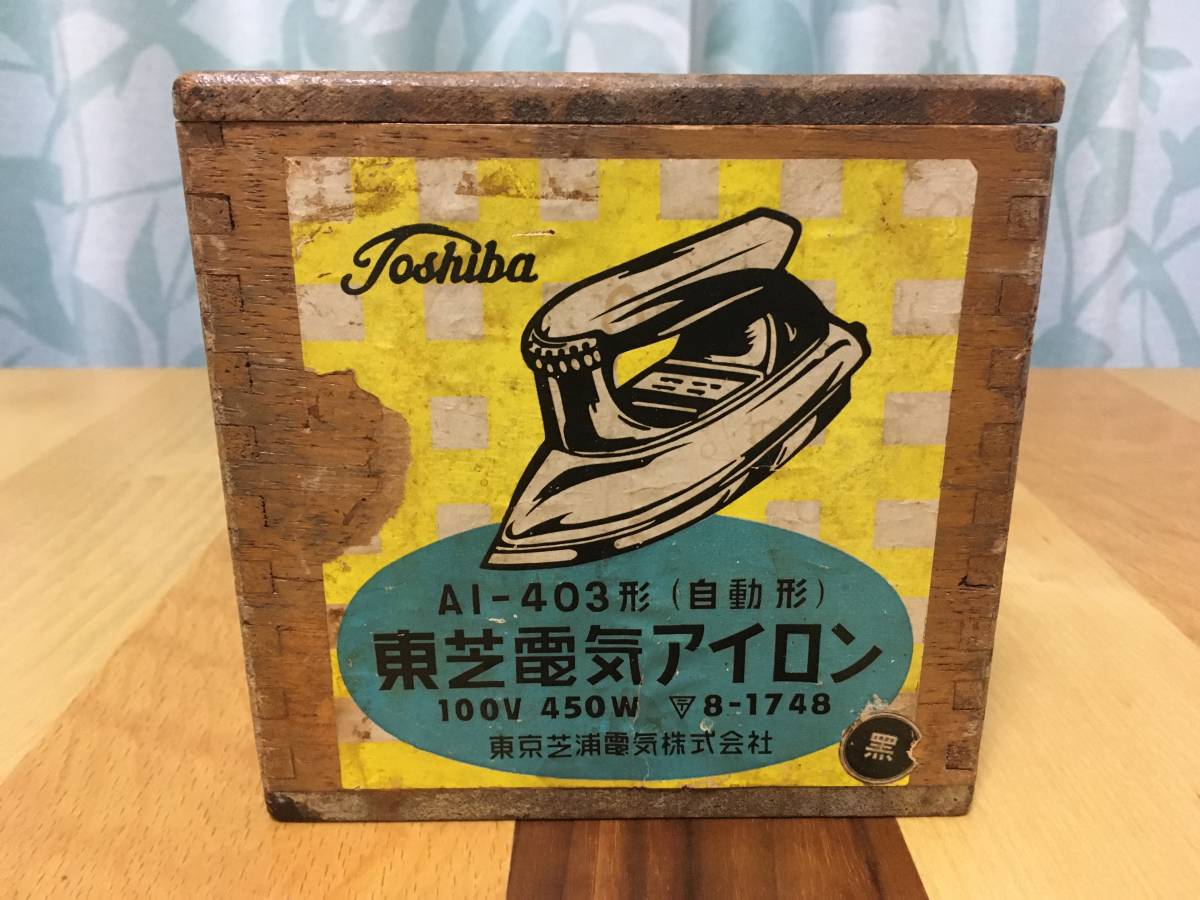 Toshiba
AI-403形(自動形)
東芝電気アイロン
100V 450W 〒8-1748
東京芝浦電気株式会社
黒